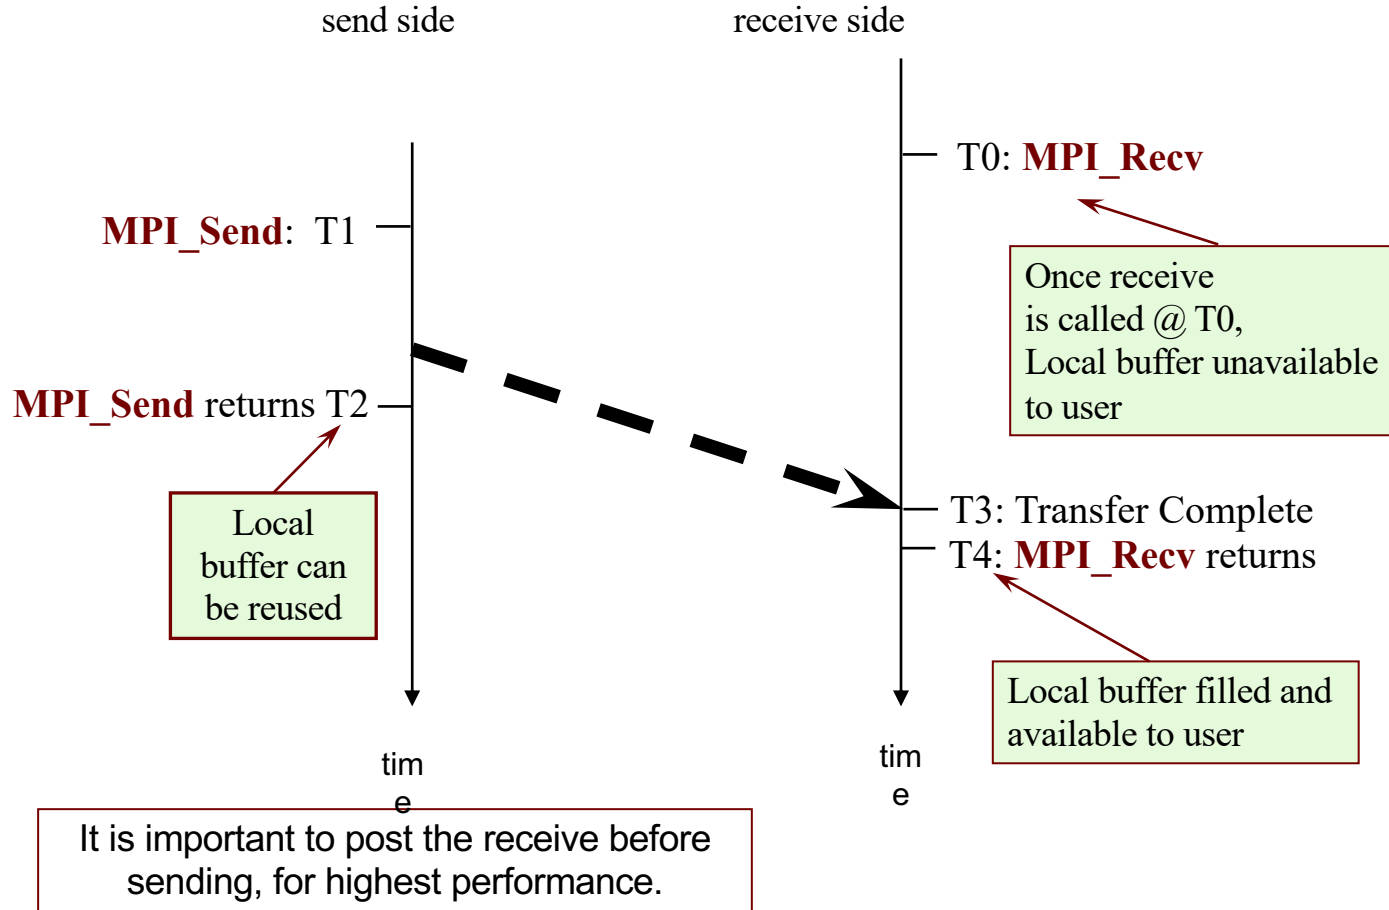 send side
receive side
T0: MPI_Recv
MPI_Send: T1
Once receive
is called @ T0,
Local buffer unavailable
to user
MPI_Send returns T2
Local
buffer can
be reused
T3: Transfer Complete
T4: MPI_Recv returns
Local buffer filled and
available to user
tim
e
tim
e
It is important to post the receive before
sending, for highest performance.